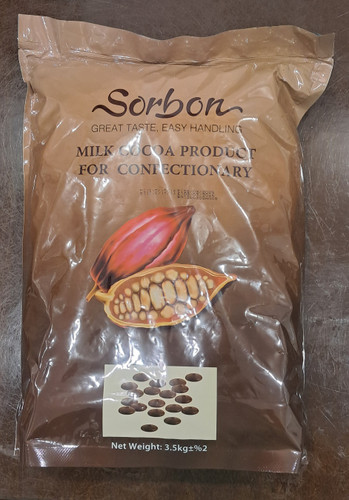 Sorbon
GREAT TASTE, EASY HANDLING
MILK COCOA PRODUCT
FOR CONFECTIONARY
Net Weight: 3.5kg±%2